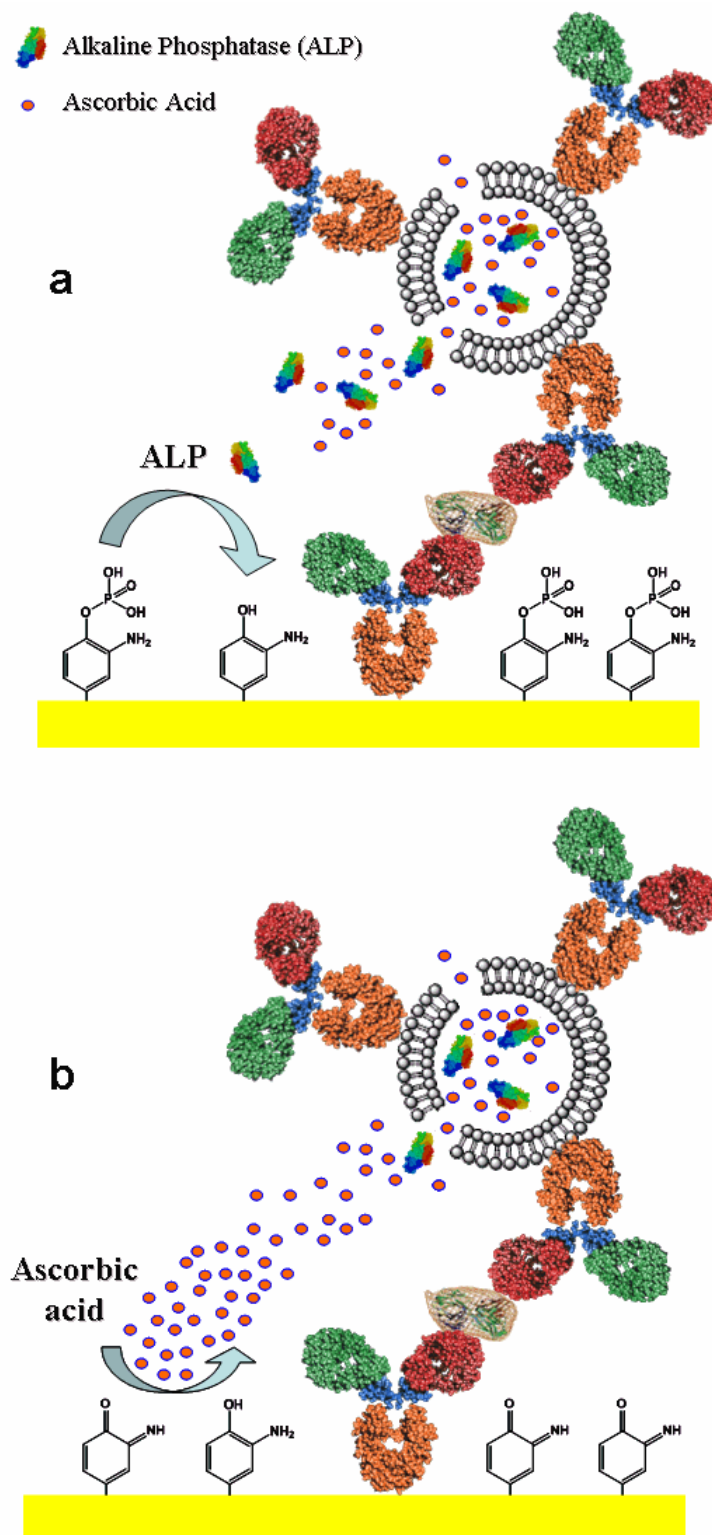 Alkaline Phosphatase (ALP)
Ascorbic Acid
a
ALP
OH
HO P O
O OH
NH2
OH
NH2
OH
P O
O OH
NH2
OH
P O
O OH
NH2
b
Ascorbic
acid
O
NH
OH
NH2
O
NH
O
NH